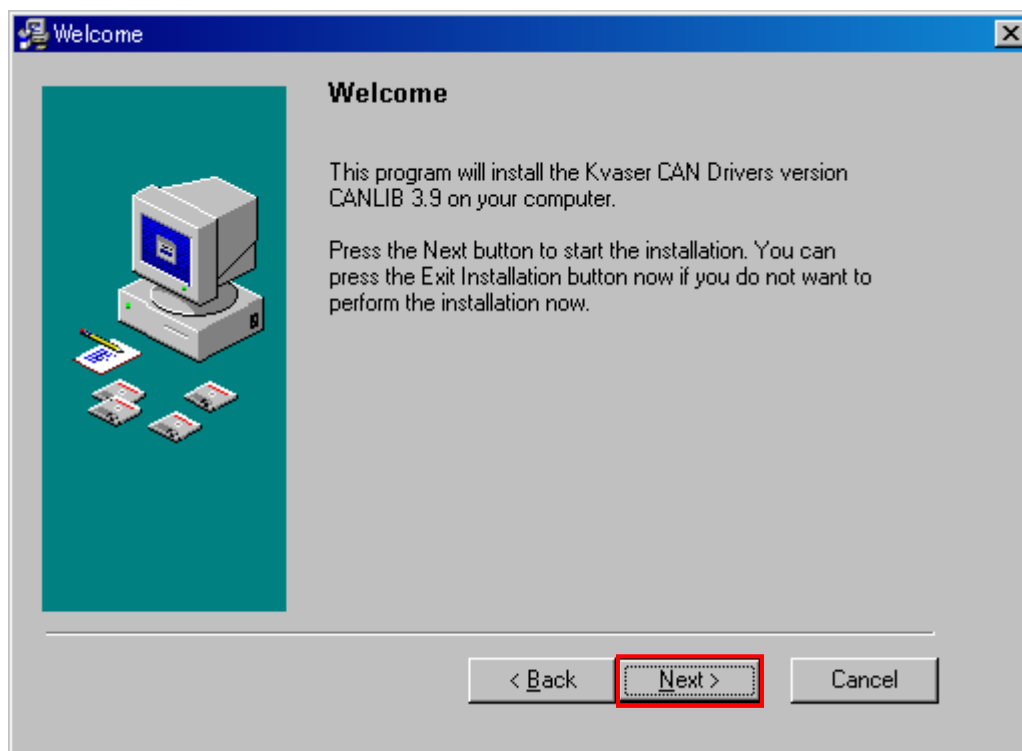 Welcome
Welcome
This program will install the Kvaser CAN Drivers version
CANLIB 3.9 on your computer.
Press the Next button to start the installation. You can
press the Exit Installation button now if you do not want to
perform the installation now.
< Back
Next >
Cancel